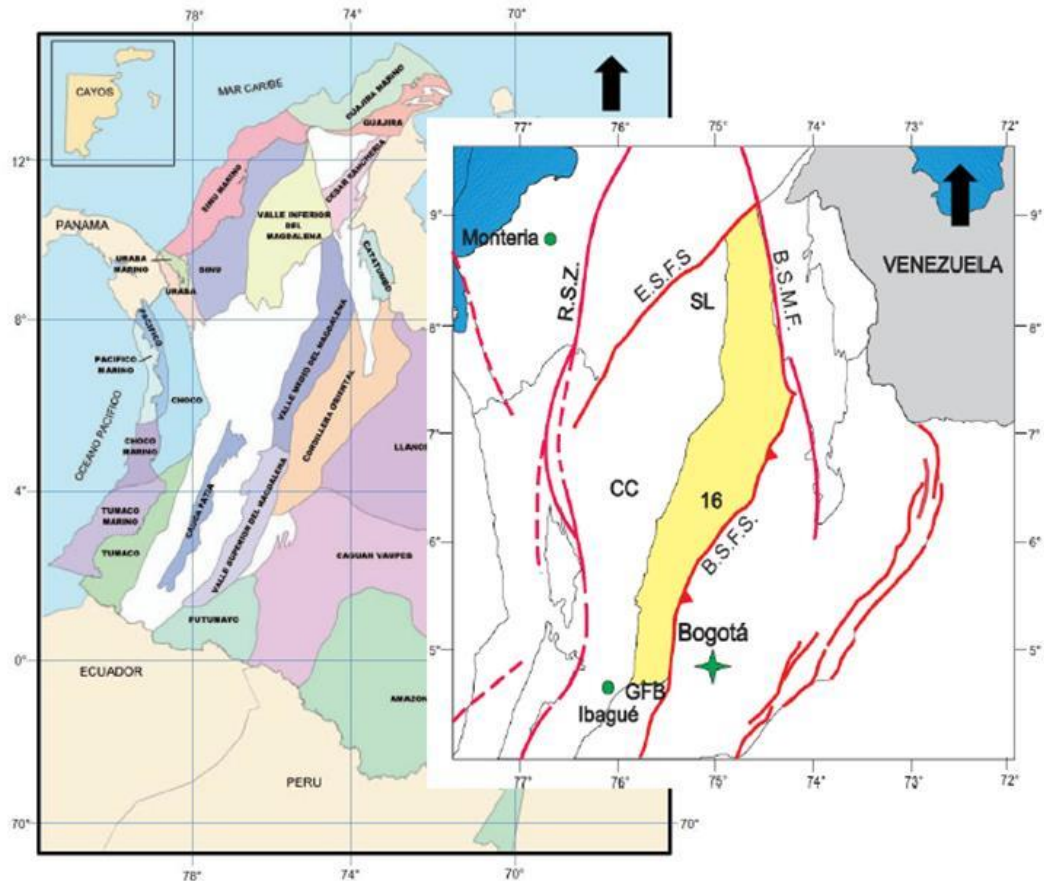 78°
74°
70°
CAYOS
MAR CARIBE
GUAJIRA MARINO
GUAJIRA
12°
SINU MARINO
CESAR RANCHERIA
VALLE INFERIOR
DEL
MAGDALENA
PANAMA
URABA
MARINO
SINU
CATATUMBO
URABA
8°
PACIFICO
PACIFICO
MARINO
OCEANO PACIFICO
CHOCO
VALLE MEDIO DEL MAGDALENA
CORDILLERA ORIENTAL
CHOCO
MARINO
LLANO
4°
TUMACO
MARINO
CAUCA PATIA
VALLE SUPERIOR DEL MAGDALENA
TUMACO
CAGUAN VAUPES
PUTUMAYO
0°
ECUADOR
AMAZON
PERU
70°
70°
78°
74°
70°
77°
76°
75°
74°
73°
72°
9°
9°
Monteria
R.S.Z.
E.S.F.S
B.S.M.F.
VENEZUELA
SL
8°
8°
7°
7°
CC
16
B.S.F.S.
6°
6°
Bogotá
5°
5°
GFB
Ibagué
77°
76°
75°
74°
73°
72°